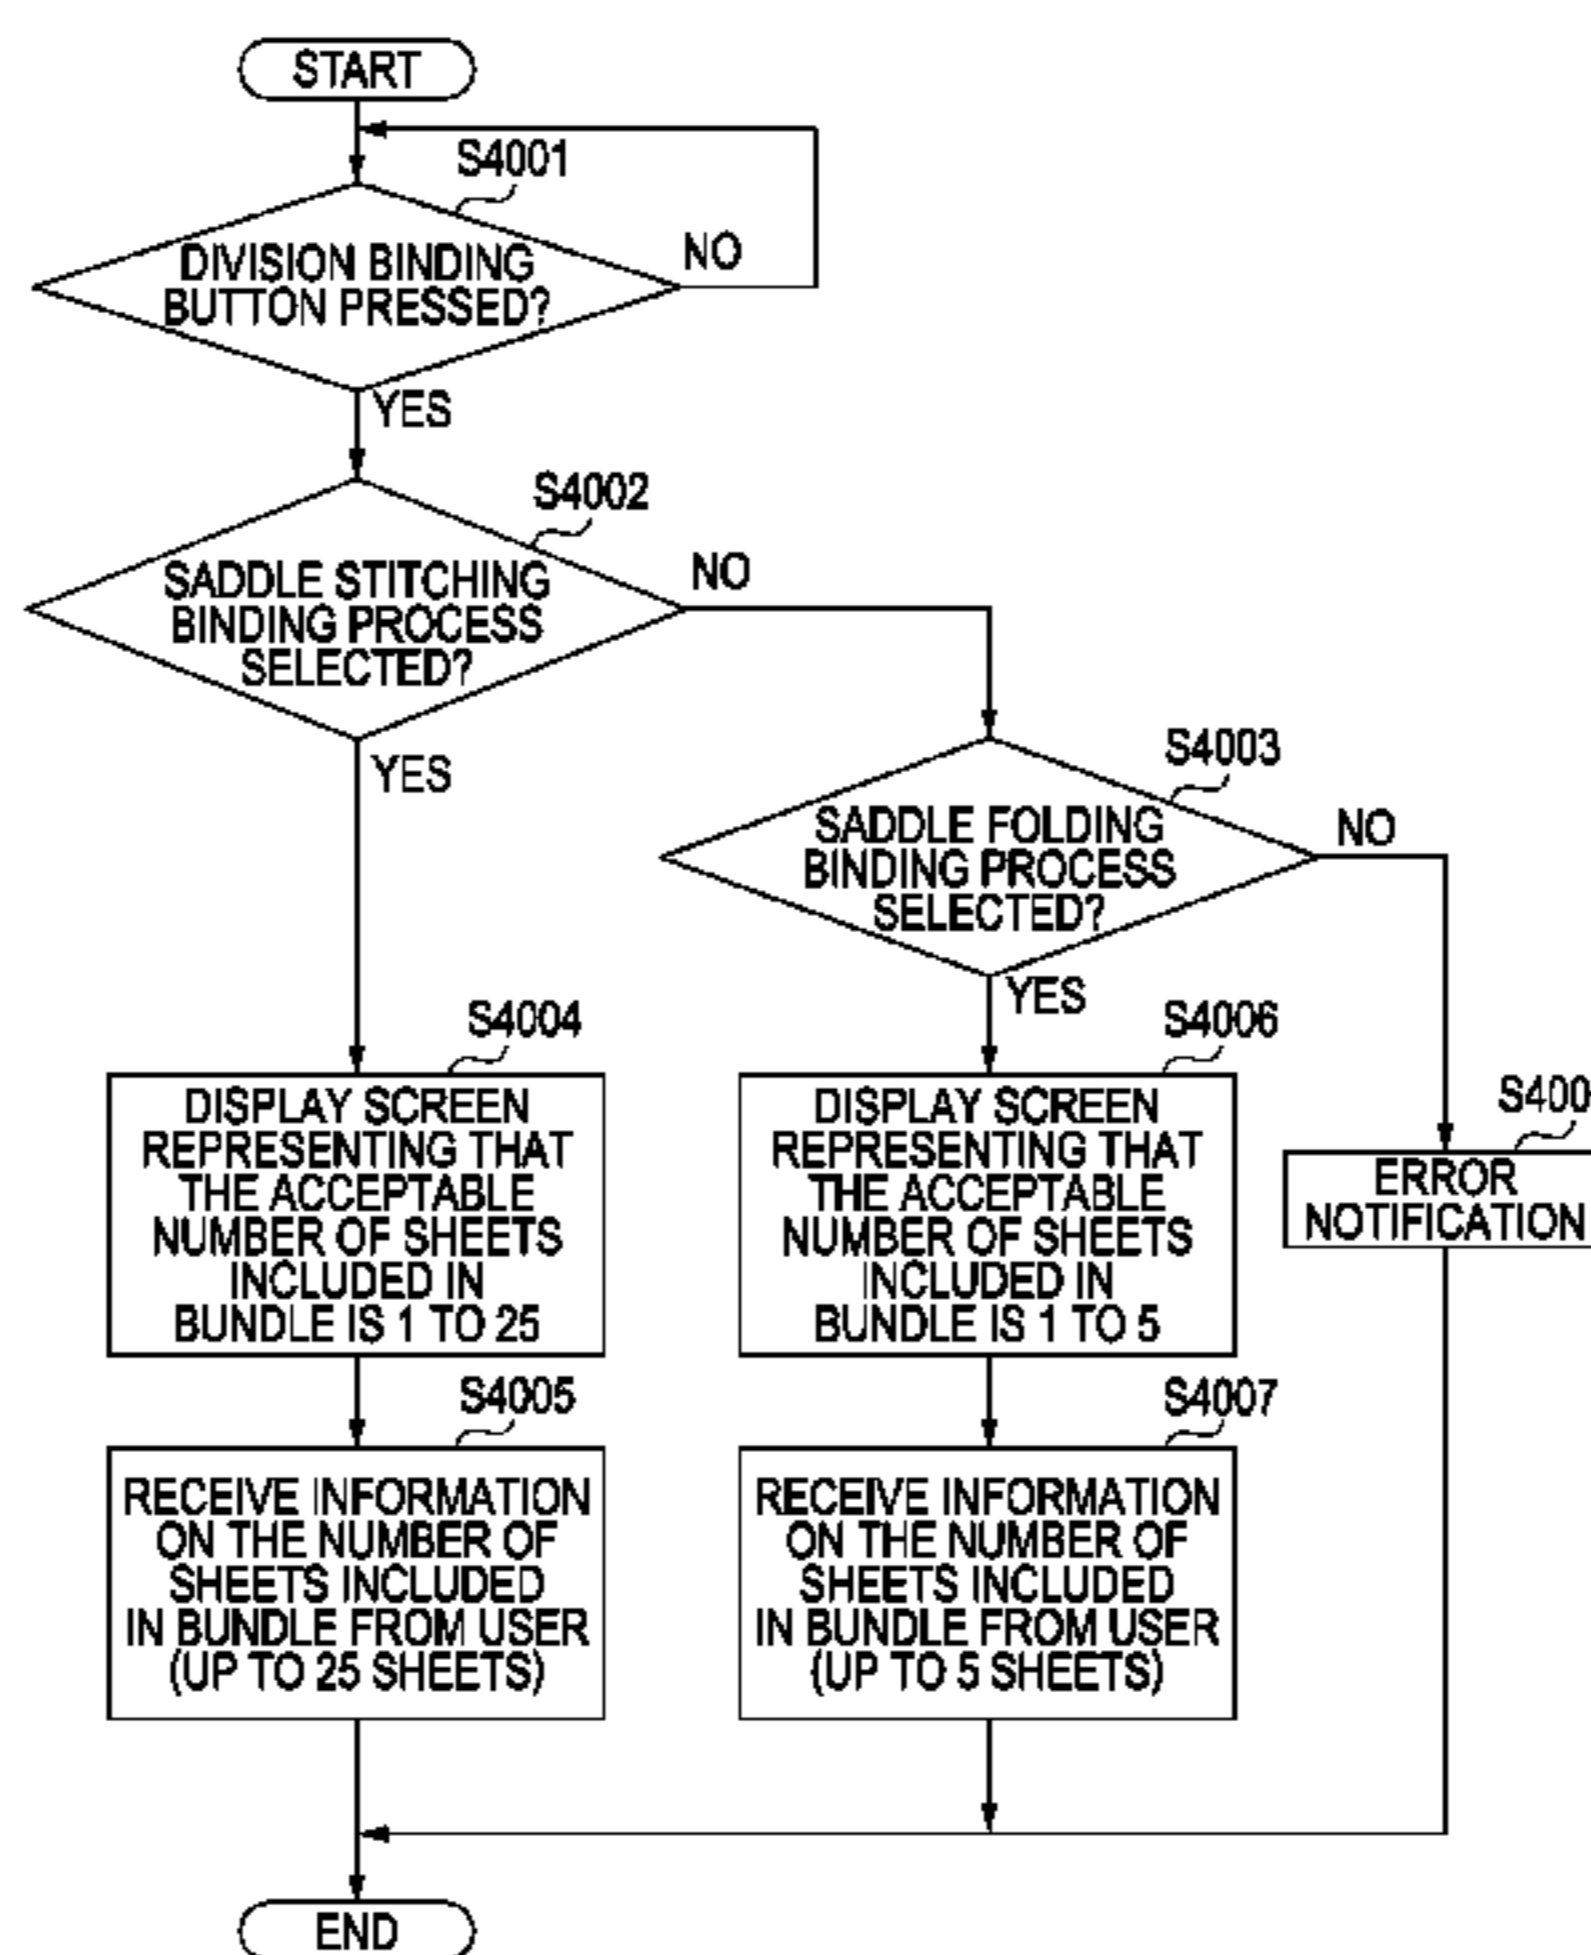 START
S4001
DIVISION BINDING
BUTTON PRESSED?
NO
YES
S4002
SADDLE STITCHING
BINDING PROCESS
SELECTED?
NO
YES
S4003
SADDLE FOLDING
BINDING PROCESS
SELECTED?
NO
YES
S4004
DISPLAY SCREEN
REPRESENTING THAT
THE ACCEPTABLE
NUMBER OF SHEETS
INCLUDED IN
BUNDLE IS 1 TO 25
S4006
DISPLAY SCREEN
REPRESENTING THAT
THE ACCEPTABLE
NUMBER OF SHEETS
INCLUDED IN
BUNDLE IS 1 TO 5
ERROR
NOTIFICATION
S4005
RECEIVE INFORMATION
ON THE NUMBER OF
SHEETS INCLUDED
IN BUNDLE FROM USER
(UP TO 25 SHEETS)
S4007
RECEIVE INFORMATION
ON THE NUMBER OF
SHEETS INCLUDED
IN BUNDLE FROM USER
(UP TO 5 SHEETS)
END